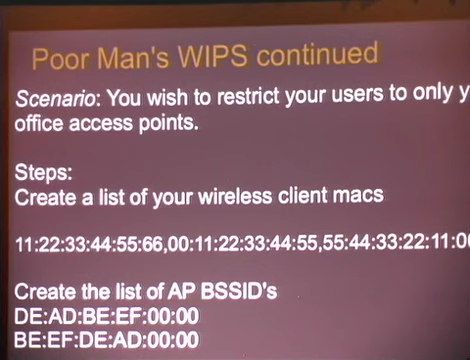 Poor Man's WIPS continued
Scenario: You wish to restrict your users to only y
office access points.
Steps:
Create a list of your wireless client macs
11:22:33:44:55:66,00:11:22:33:44:55,55:44:33:22:11:00
Create the list of AP BSSID's
DE:AD:BE:EF:00:00
BE:EF:DE:AD:00:00